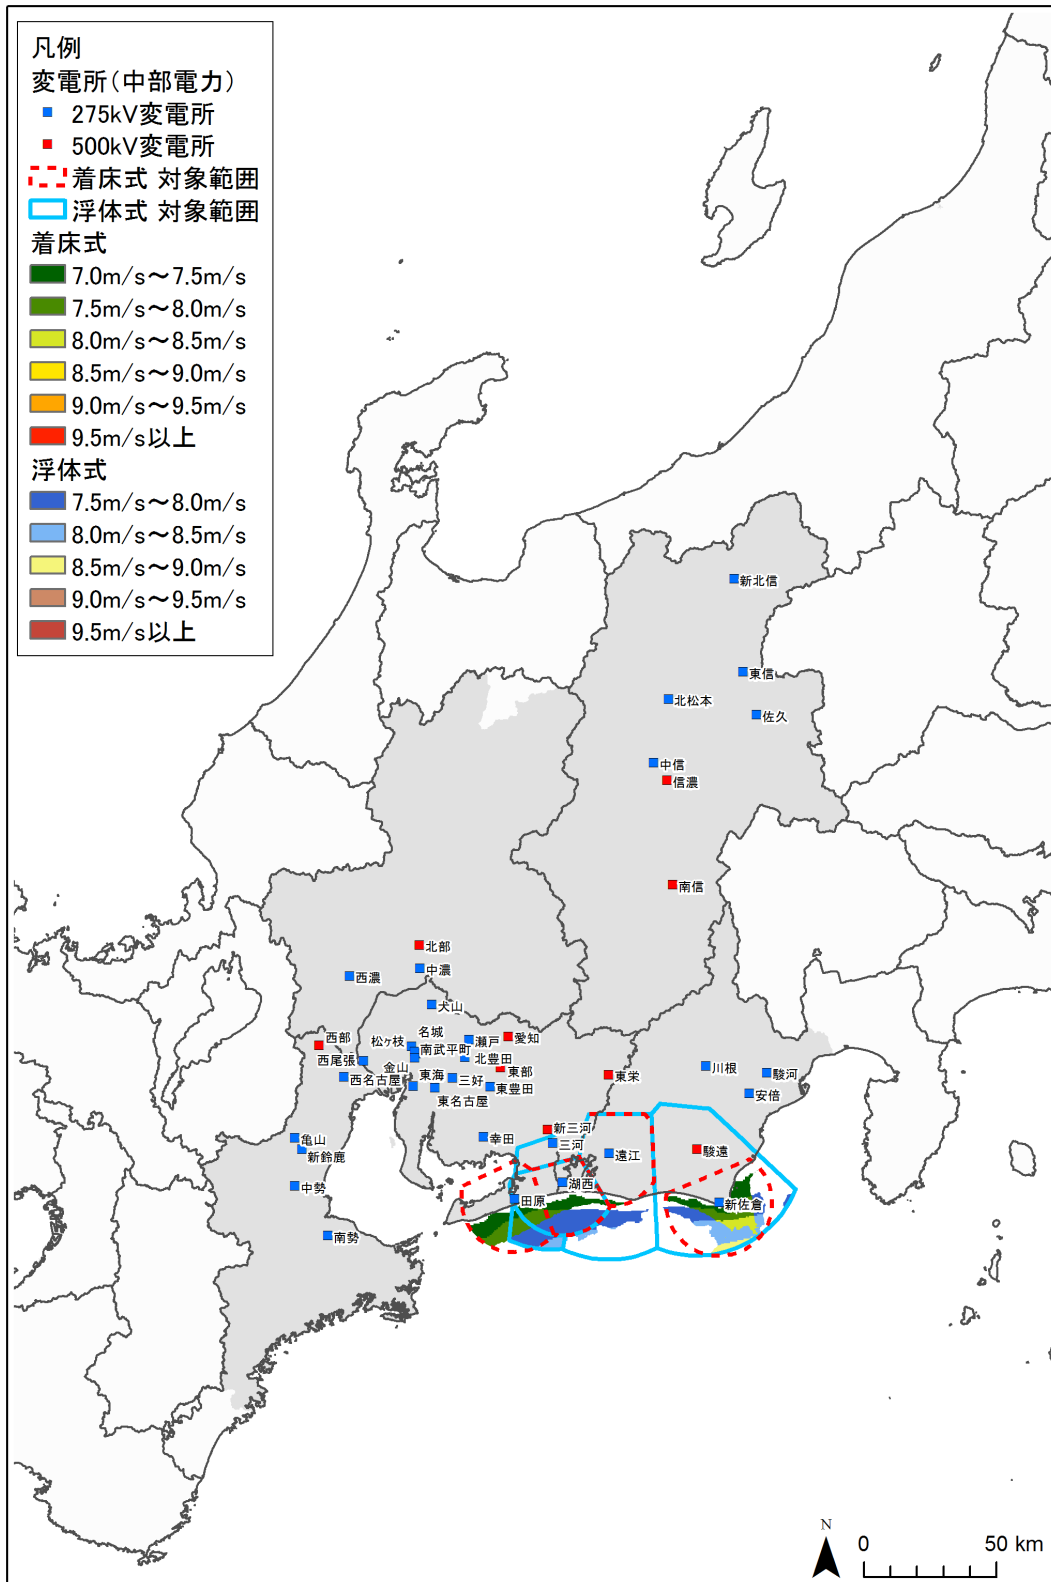 凡例
変電所(中部電力)
275kV変電所
500kV変電所
着床式 対象範囲
浮体式 対象範囲
着床式
7.0m/s～7.5m/s
7.5m/s～8.0m/s
8.0m/s～8.5m/s
8.5m/s～9.0m/s
9.0m/s～9.5m/s
9.5m/s以上
浮体式
7.5m/s～8.0m/s
8.0m/s～8.5m/s
8.5m/s～9.0m/s
9.0m/s～9.5m/s
9.5m/s以上
新北信
東信
北松本
佐久
中信
信濃
南信
北部
中濃
西濃
犬山
名城
西部
松ヶ枝
南武平町
瀬戸
愛知
西尾張
金山
北豊田
東部
西名古屋
東海
三好
東豊田
東名古屋
東栄
川根
駿河
安倍
亀山
新鈴鹿
幸田
新三河
三河
遠江
駿遠
中勢
湖西
田原
新佐倉
南勢
N
0
50 km